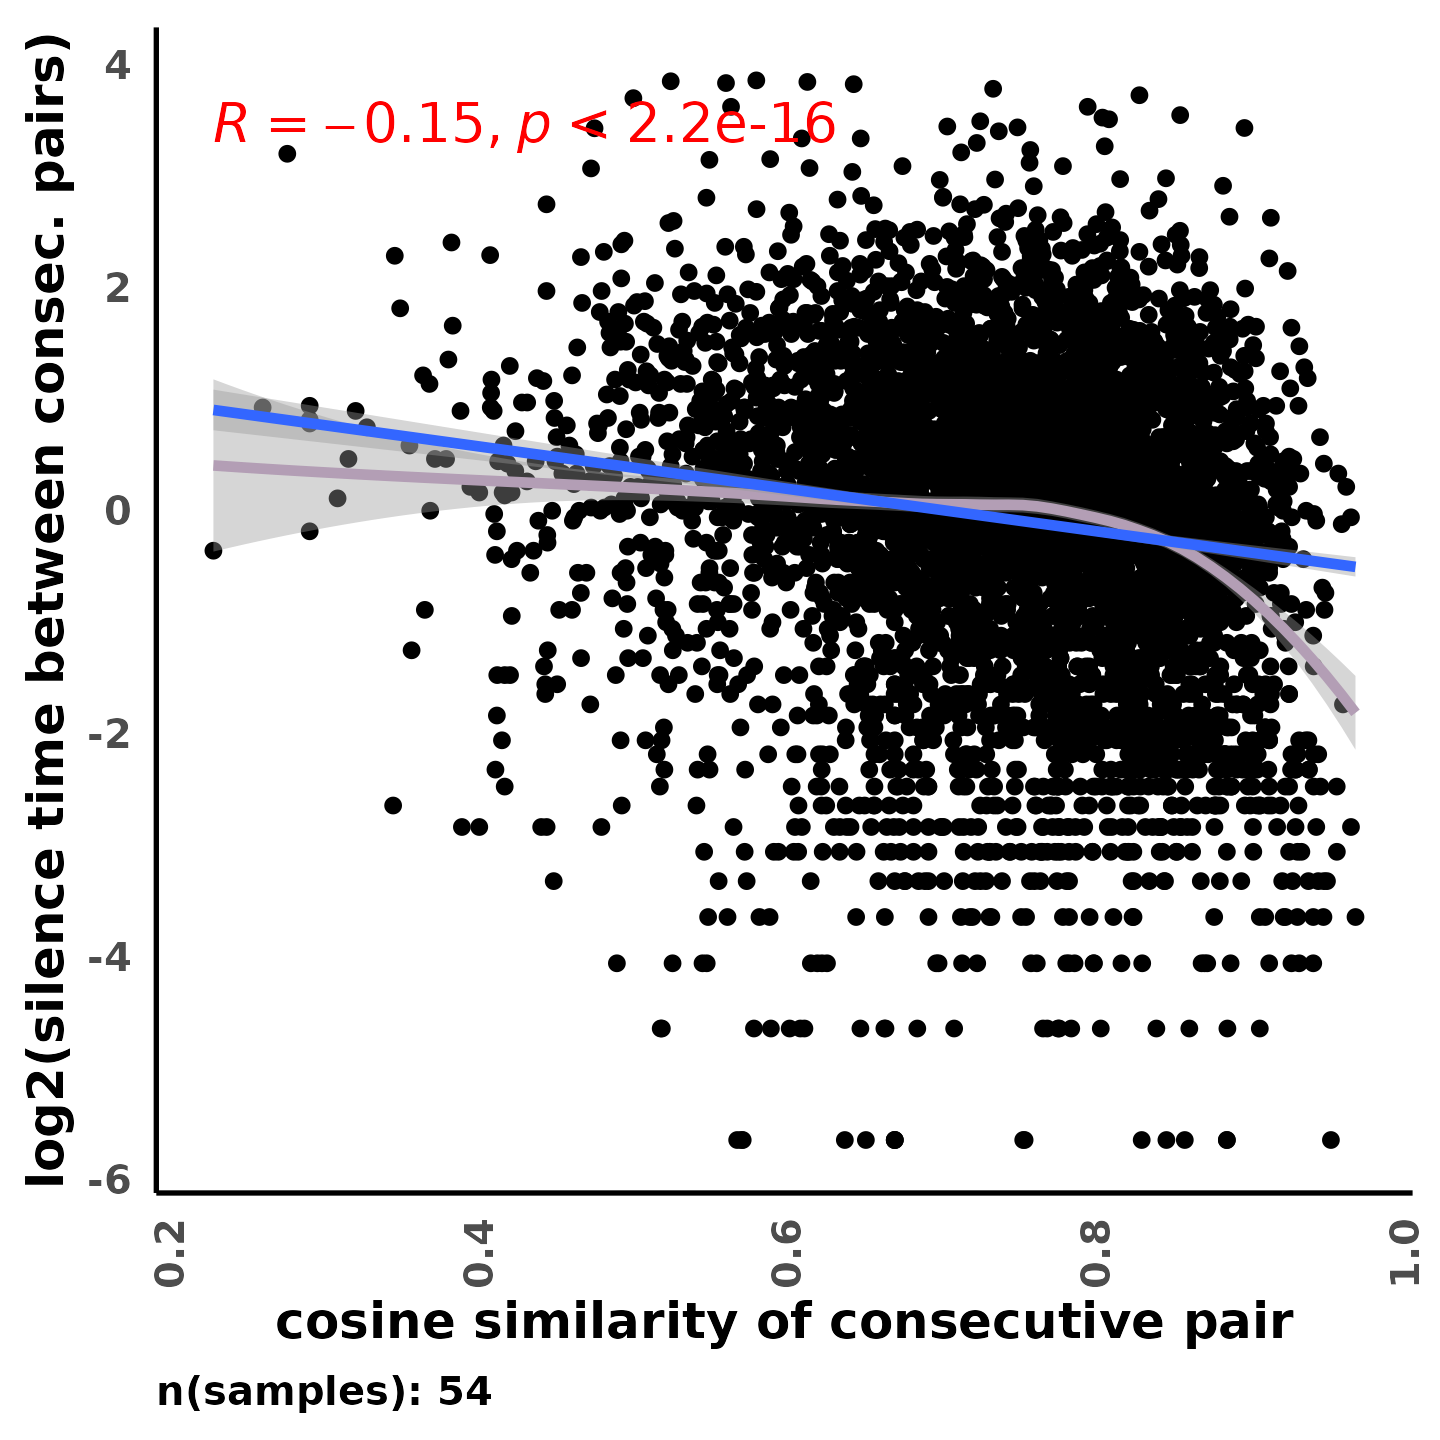 log2(silence time between consec. pairs)
4
2
0
-2
-4
-6
R = −0.15, p < 2.2e-16
0.2
0.4
0.6
0.8
1.0
cosine similarity of consecutive pair
n(samples): 54